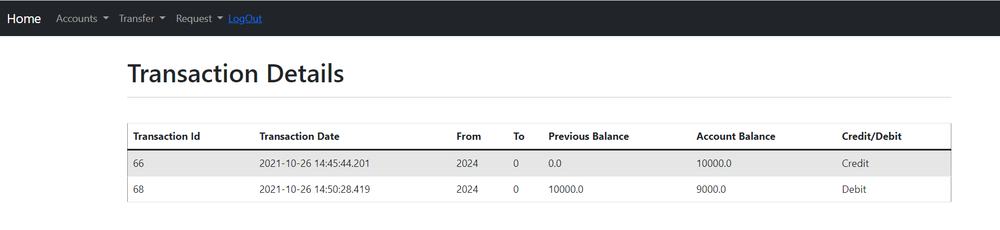 Home Accounts Transfer Request LogOut
Transaction Details
Transaction Id Transaction Date From To Previous Balance Account Balance Credit/Debit
66 2021-10-26 14:45:44.201 2024 0 0.0 10000.0 Credit
68 2021-10-26 14:50:28.419 2024 0 10000.0 9000.0 Debit